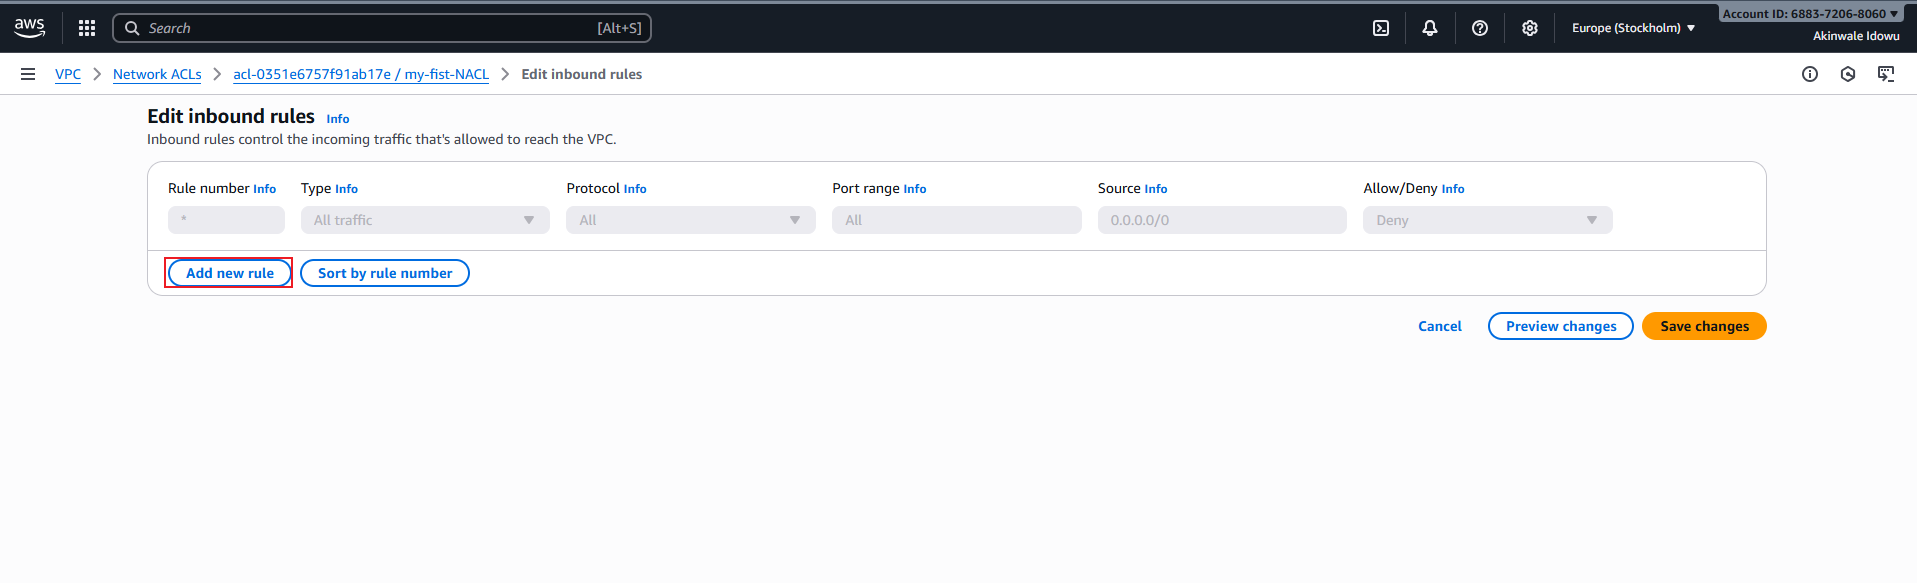 aws
Search [Alt+S]
Europe (Stockholm)
Account ID: 6883-7206-8060
Akinwale Idowu
VPC Network ACLs acl-0351e6757f91ab17e / my-fist-NACL Edit inbound rules
Edit inbound rules Info
Inbound rules control the incoming traffic that's allowed to reach the VPC.
Rule number Info Type Info Protocol Info Port range Info Source Info Allow/Deny Info
* All traffic All All 0.0.0.0/0 Deny
Add new rule Sort by rule number
Cancel Preview changes Save changes